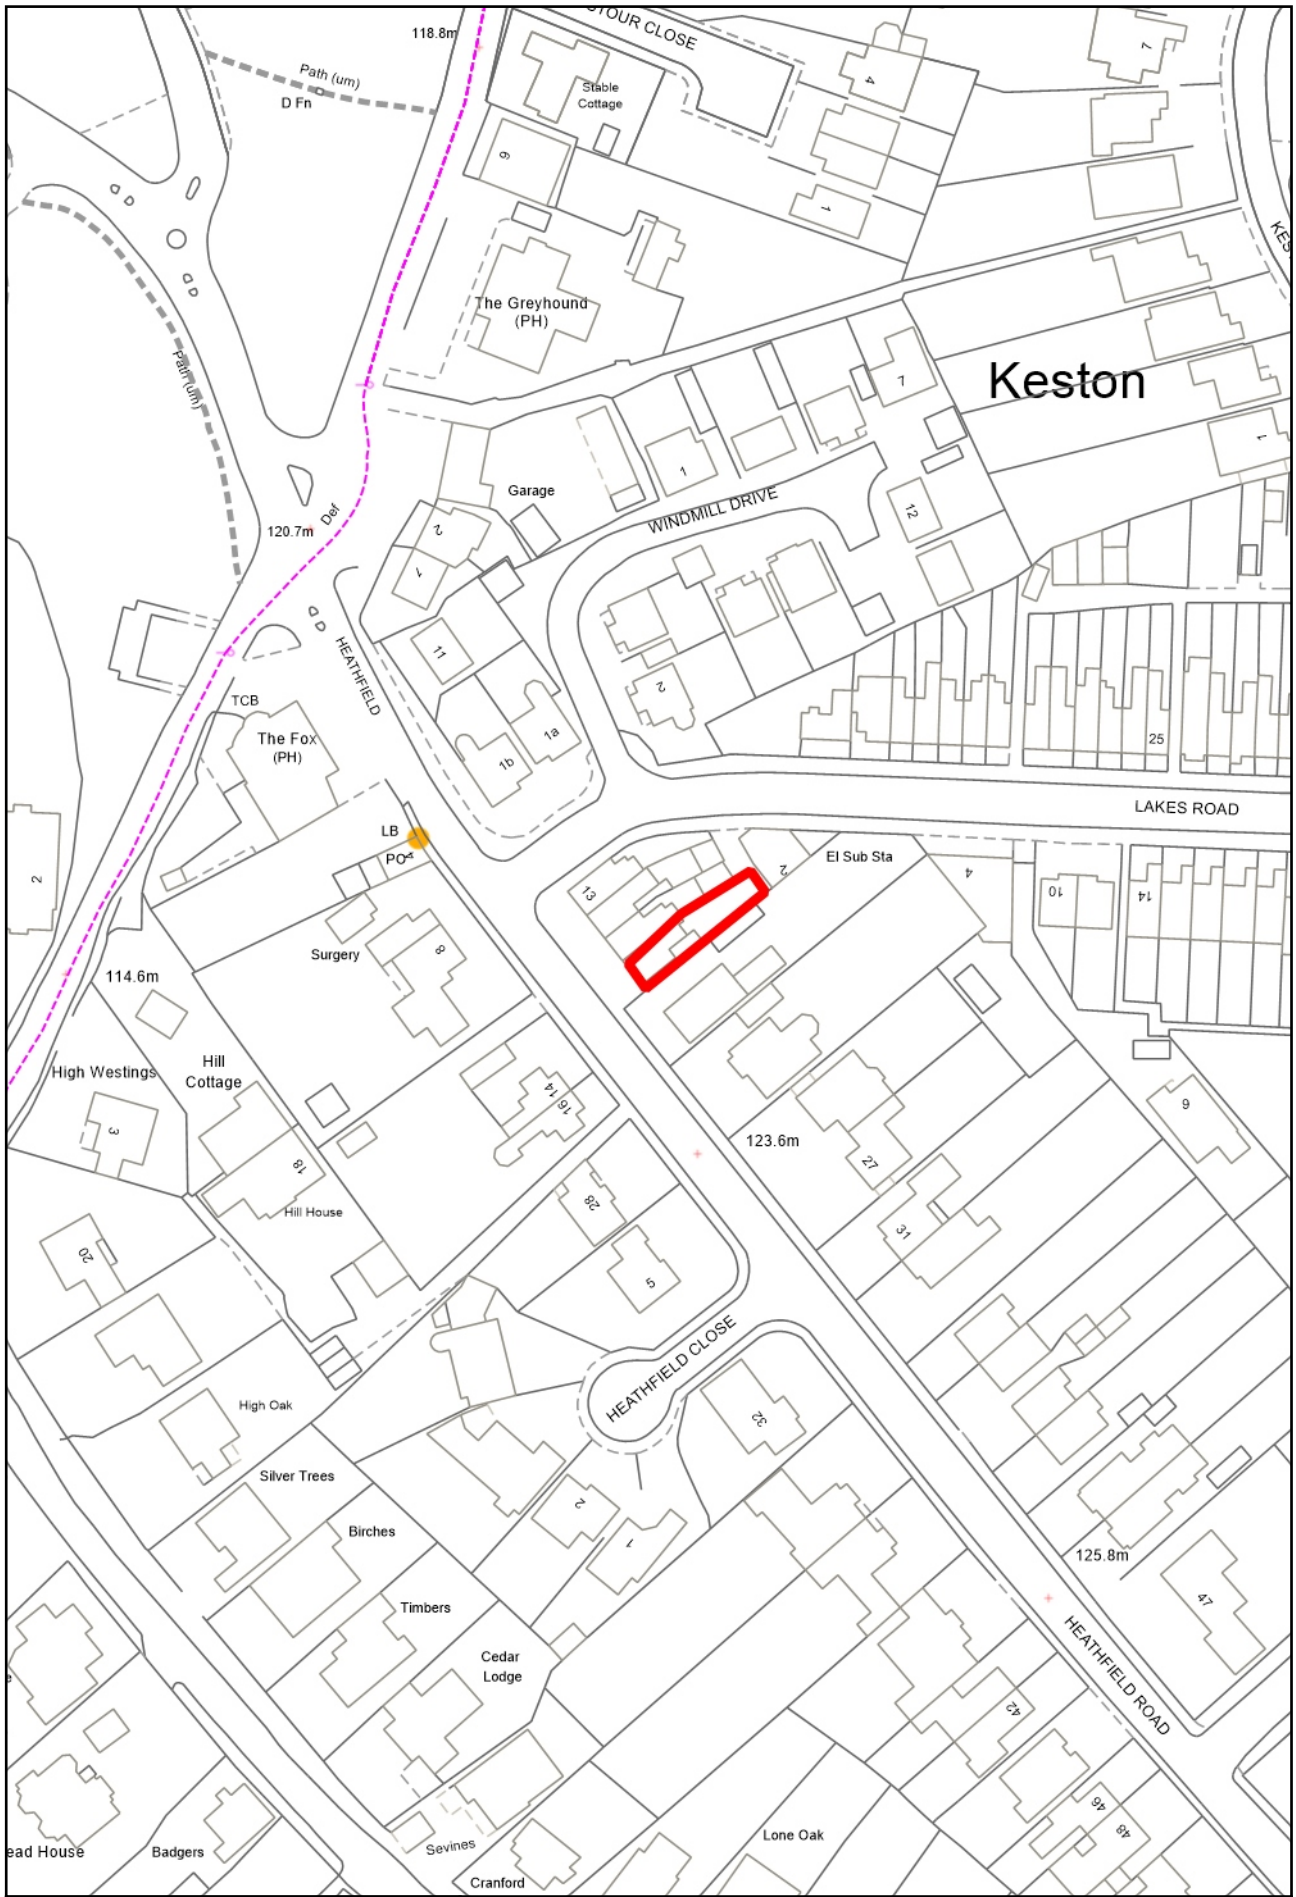 118.8m
STOUR CLOSE
Path (um)
D Fn
Stable
Cottage
4
7
6
1
KES
Path (um)
The Greyhound
(PH)
Keston
7
1
1
Garage
WINDMILL DRIVE
12
120.7m
Def
2
1
11
HEATHFIELD
2
TCB
The Fox
(PH)
1a
1b
25
LAKES ROAD
LB
PO
2
13
2
El Sub Sta
4
10
14
Surgery
8
114.6m
High Westings
Hill
Cottage
3
14
16
9
123.6m
27
18
28
Hill House
31
20
5
HEATHFIELD CLOSE
High Oak
32
Silver Trees
2
Birches
1
125.8m
Timbers
47
Cedar
Lodge
HEATHFIELD ROAD
42
46
48
Lone Oak
Sevines
ead House
Badgers
Cranford